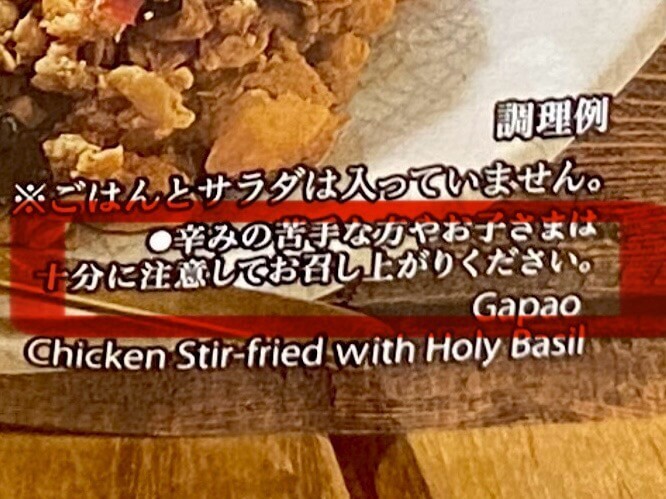 調理例
※ごはんとサラダは入っていません。
●辛みの苦手な方やお子さまは
十分に注意してお召し上がりください。
Gapao
Chicken Stir-fried with Holy Basil